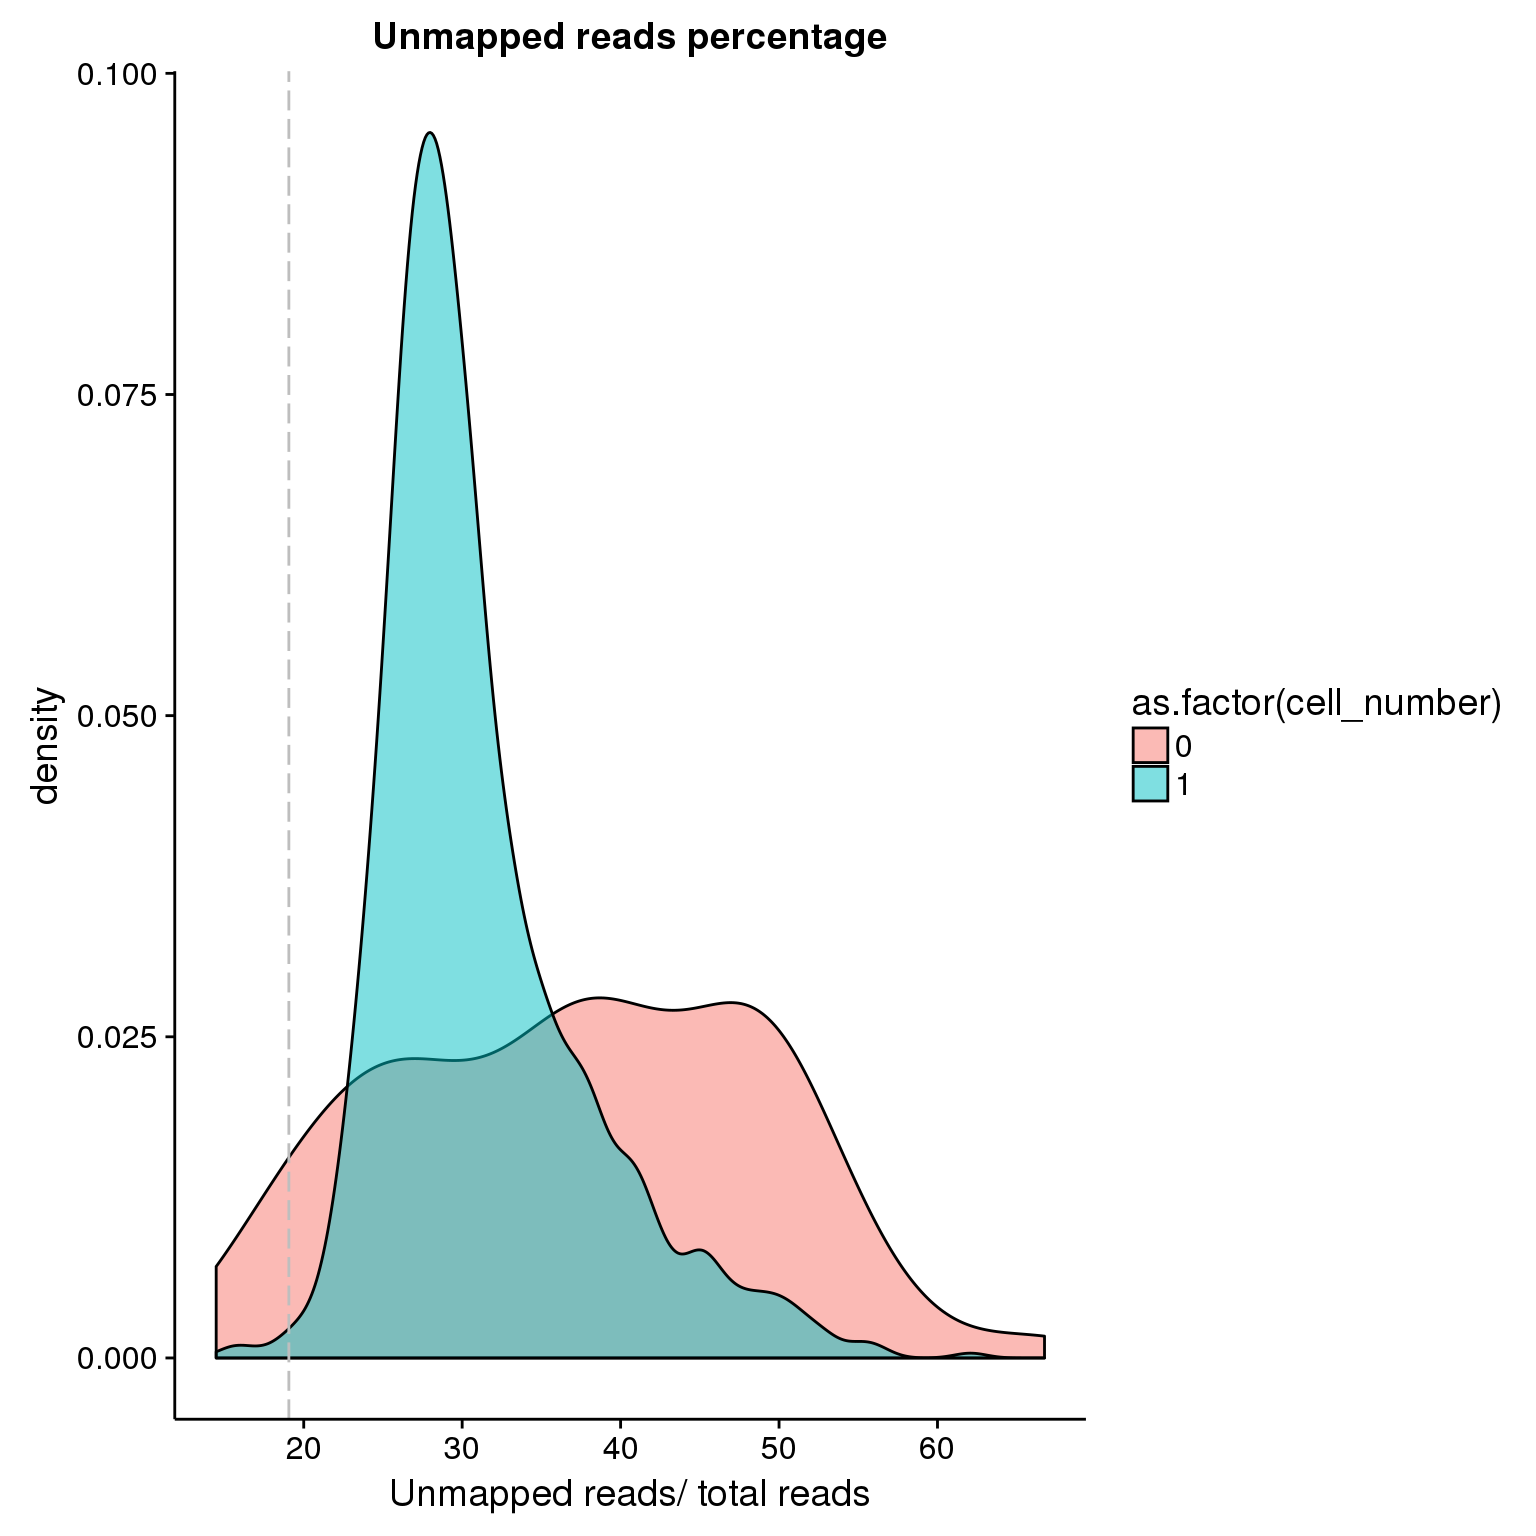 Unmapped reads percentage
0.100
0.075
0.050
0.025
0.000
density
20 30 40 50 60
Unmapped reads/ total reads
as.factor(cell_number)
0
1